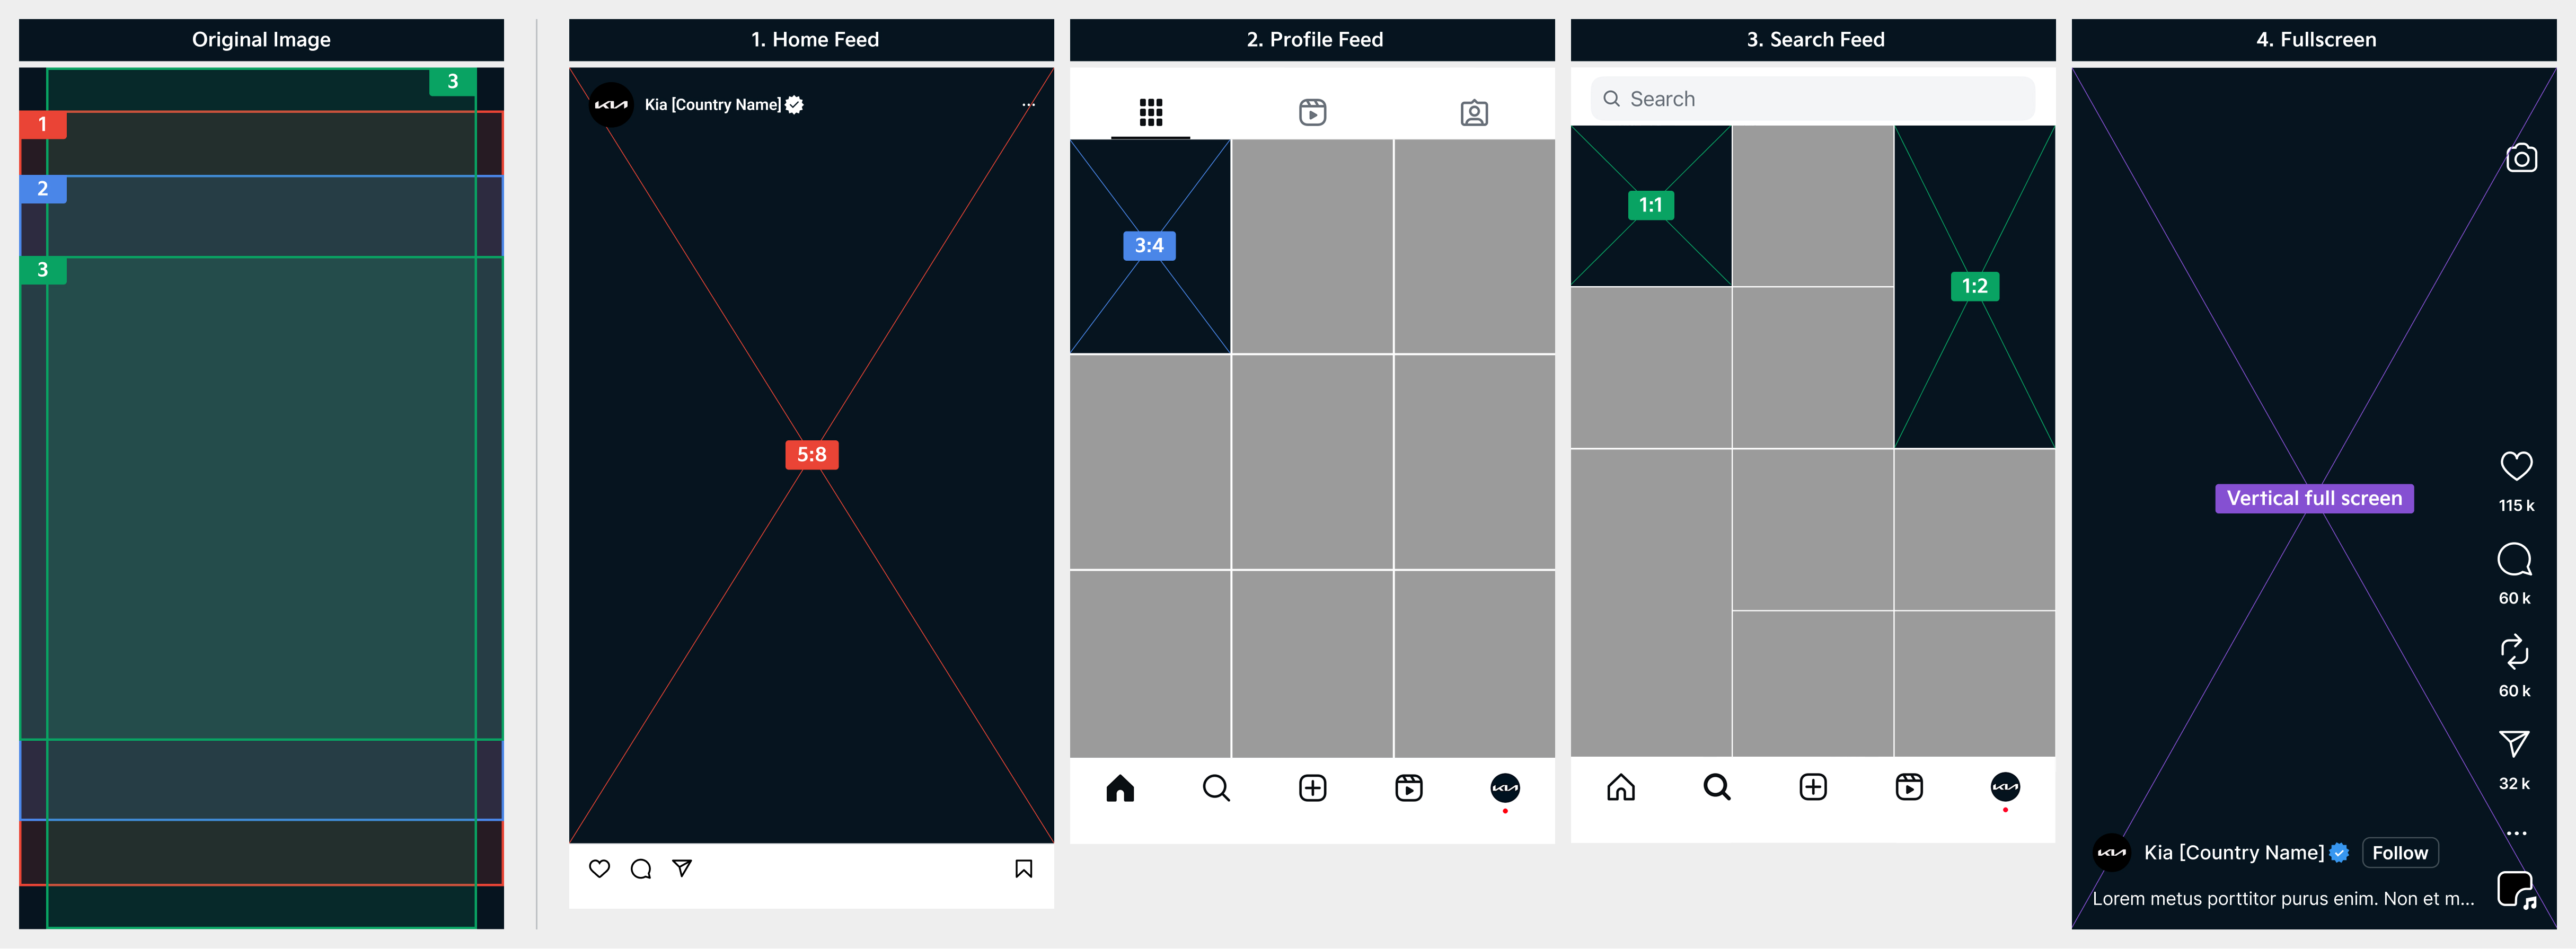 Original Image
3
1
2
3
1. Home Feed
Kia [Country Name]
5:8
2. Profile Feed
3:4
3. Search Feed
Search
1:1
1:2
4. Fullscreen
Vertical full screen
115 k
60 k
60 k
32 k
Kia [Country Name] Follow
Lorem metus porttitor purus enim. Non et m...